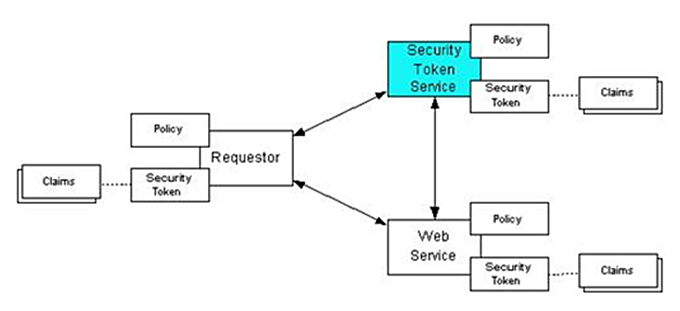 Security
Token
Service
Policy
Security
Token
Claims
Policy
Requestor
Claims
Security
Token
Policy
Web
Service
Security
Token
Claims